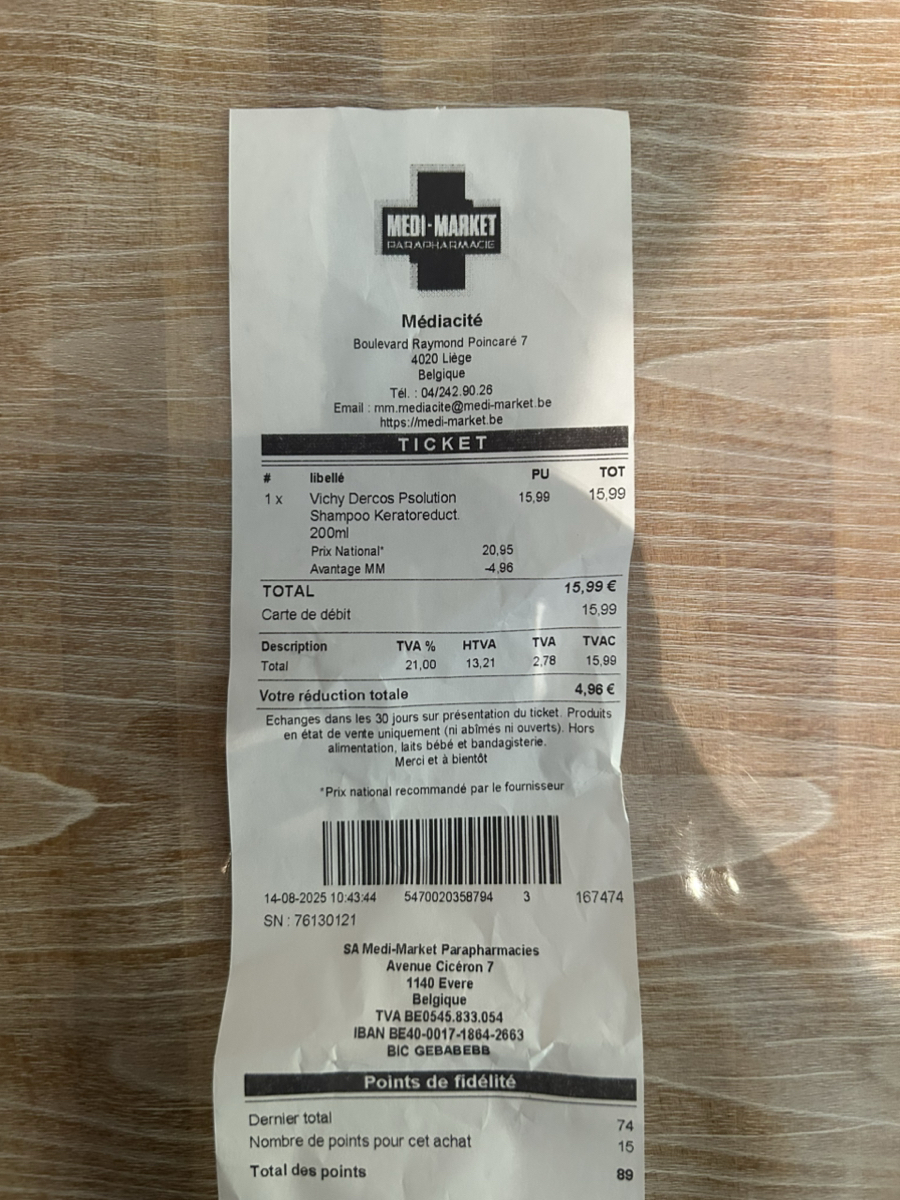 MEDI-MARKET
PARAPHARMACIE
Médiacité
Boulevard Raymond Poincaré 7
4020 Liège
Belgique
Tél. : 04/242.90.26
Email : mm.mediacite@medi-market.be
https://medi-market.be
TICKET
# libellé PU TOT
1 x Vichy Dercos Psolution 15,99 15,99
Shampoo Keratoreduct.
200ml
Prix National* 20,95
Avantage MM -4,96
TOTAL 15,99 €
Carte de débit 15,99
Description TVA % HTVA TVA TVAC
Total 21,00 13,21 2,78 15,99
Votre réduction totale 4,96 €
Echanges dans les 30 jours sur présentation du ticket. Produits
en état de vente uniquement (ni abîmés ni ouverts). Hors
alimentation, laits bébé et bandagisterie.
Merci et à bientôt
*Prix national recommandé par le fournisseur
14-08-2025 10:43:44 5470020358794 3 167474
SN : 76130121
SA Medi-Market Parapharmacies
Avenue Cicéron 7
1140 Evere
Belgique
TVA BE0545.833.054
IBAN BE40-0017-1864-2663
BIC GEBABEBB
Points de fidélité
Dernier total 74
Nombre de points pour cet achat 15
Total des points 89